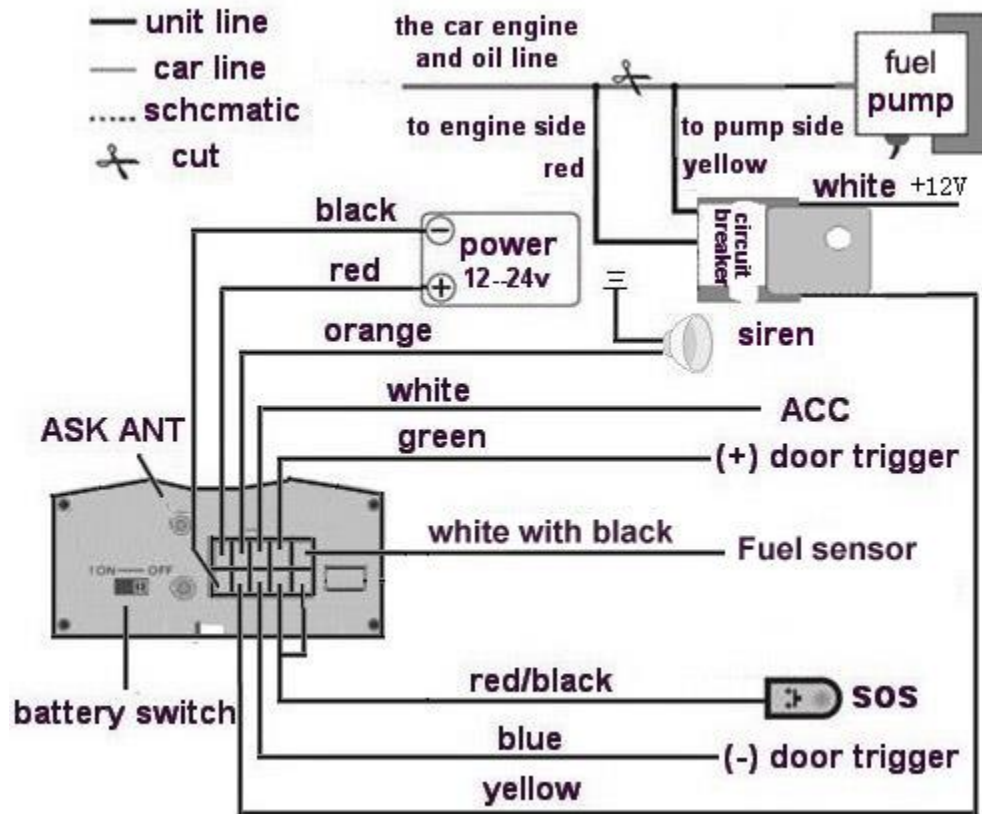 unit line
car line
schcmatic
cut
the car engine
and oil line
fuel
pump
to engine side
red
to pump side
yellow
white +12V
circuit
breaker
black
power
red
12--24v
orange
siren
white
ACC
ASK ANT
green
(+) door trigger
white with black
Fuel sensor
ON OFF
red/black
sos
battery switch
blue
(-) door trigger
yellow